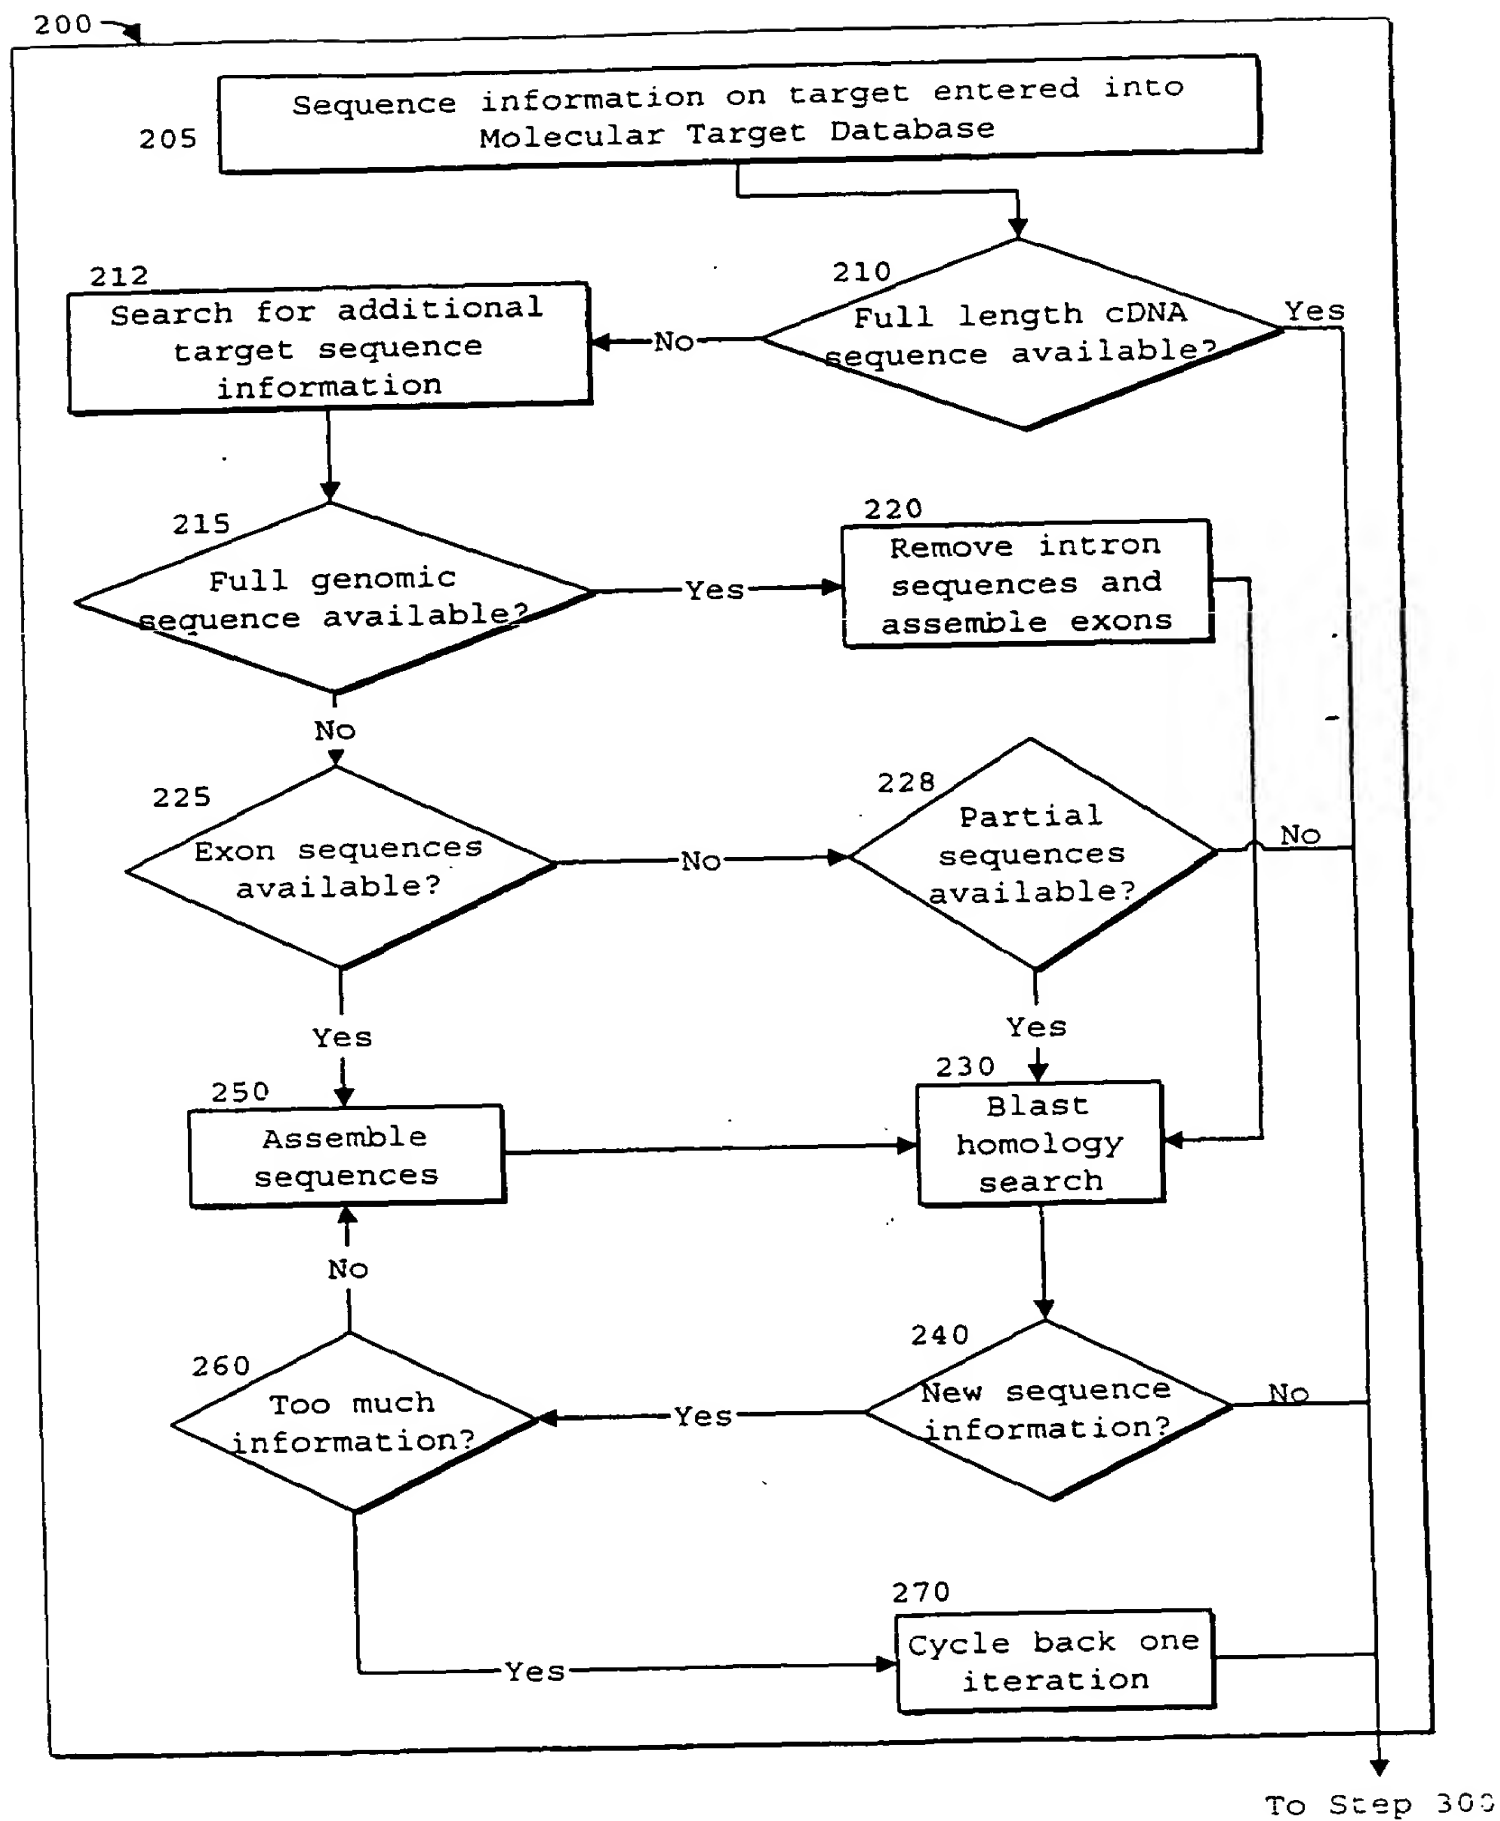 200
Sequence information on target entered into
Molecular Target Database
205
210
Full length cDNA
sequence available?
Yes
No
212
Search for additional
target sequence
information
215
Full genomic
sequence available?
Yes
220
Remove intron
sequences and
assemble exons
No
225
Exon sequences
available?
No
228
Partial
sequences
available?
No
Yes
Yes
250
Assemble
sequences
230
Blast
homology
search
No
240
New sequence
information?
No
Yes
260
Too much
information?
Yes
270
Cycle back one
iteration
To Step 300